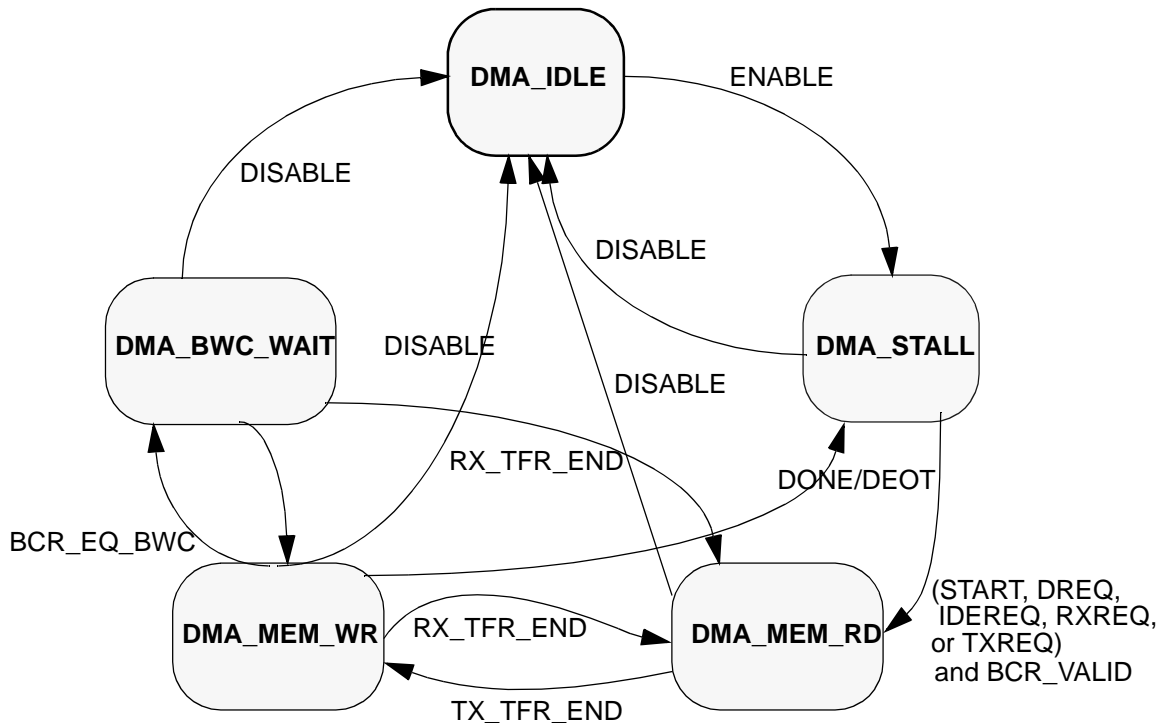 DMA_IDLE
ENABLE
DISABLE
DISABLE
DMA_BWC_WAIT
DISABLE
DMA_STALL
DISABLE
RX_TFR_END
DONE/DEOT
BCR_EQ_BWC
(START, DREQ,
IDEREQ, RXREQ,
or TXREQ)
and BCR_VALID
DMA_MEM_WR
RX_TFR_END
DMA_MEM_RD
TX_TFR_END